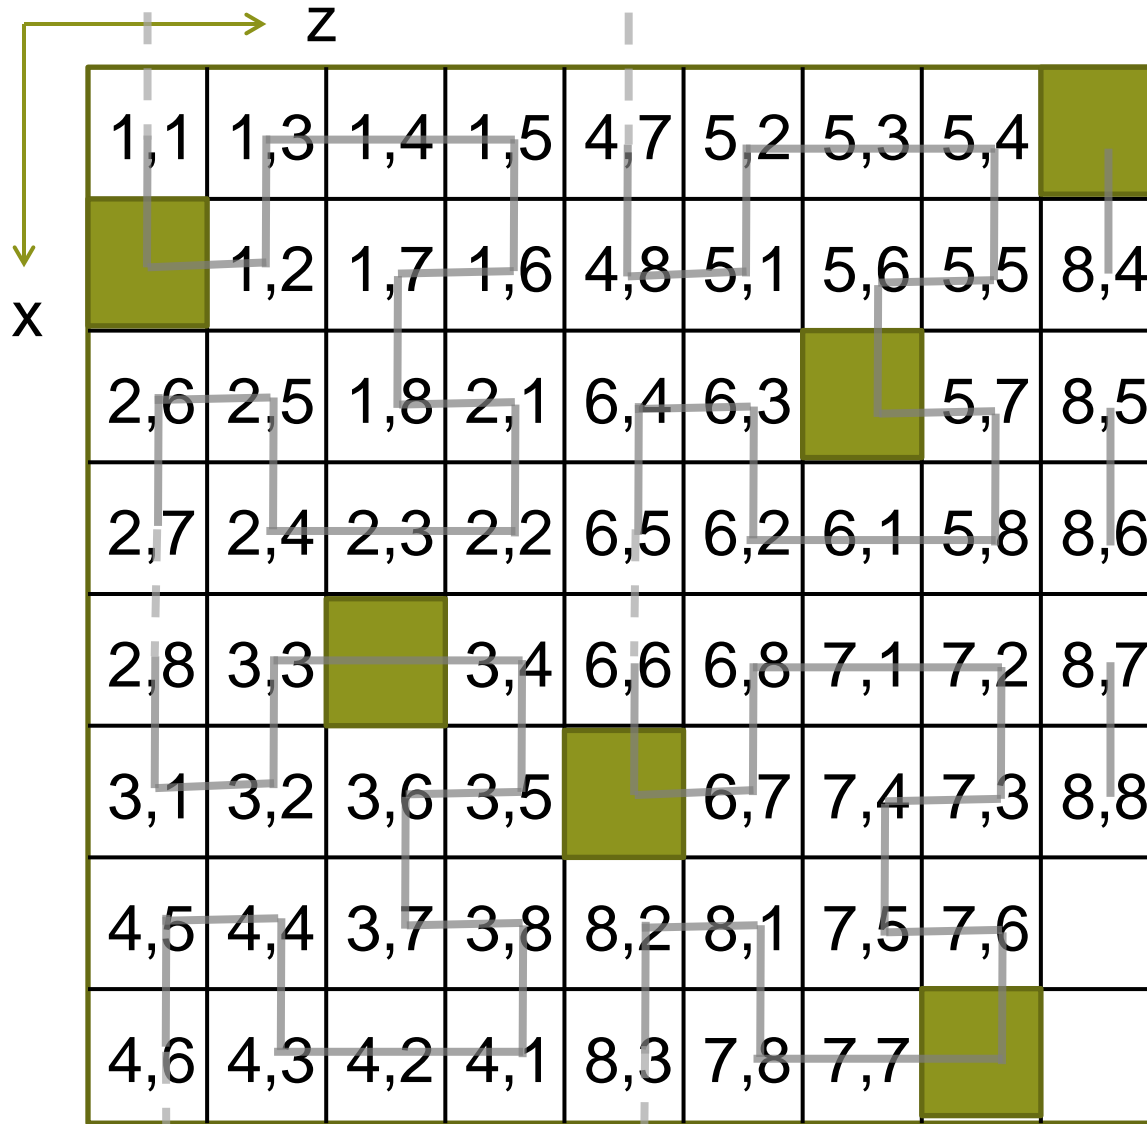 z
x
1,1 1,3 1,4 1,5 4,7 5,2 5,3 5,4
1,2 1,7 1,6 4,8 5,1 5,6 5,5 8,4
2,6 2,5 1,8 2,1 6,4 6,3 5,7 8,5
2,7 2,4 2,3 2,2 6,5 6,2 6,1 5,8 8,6
2,8 3,3 3,4 6,6 6,8 7,1 7,2 8,7
3,1 3,2 3,6 3,5 6,7 7,4 7,3 8,8
4,5 4,4 3,7 3,8 8,2 8,1 7,5 7,6
4,6 4,3 4,2 4,1 8,3 7,8 7,7